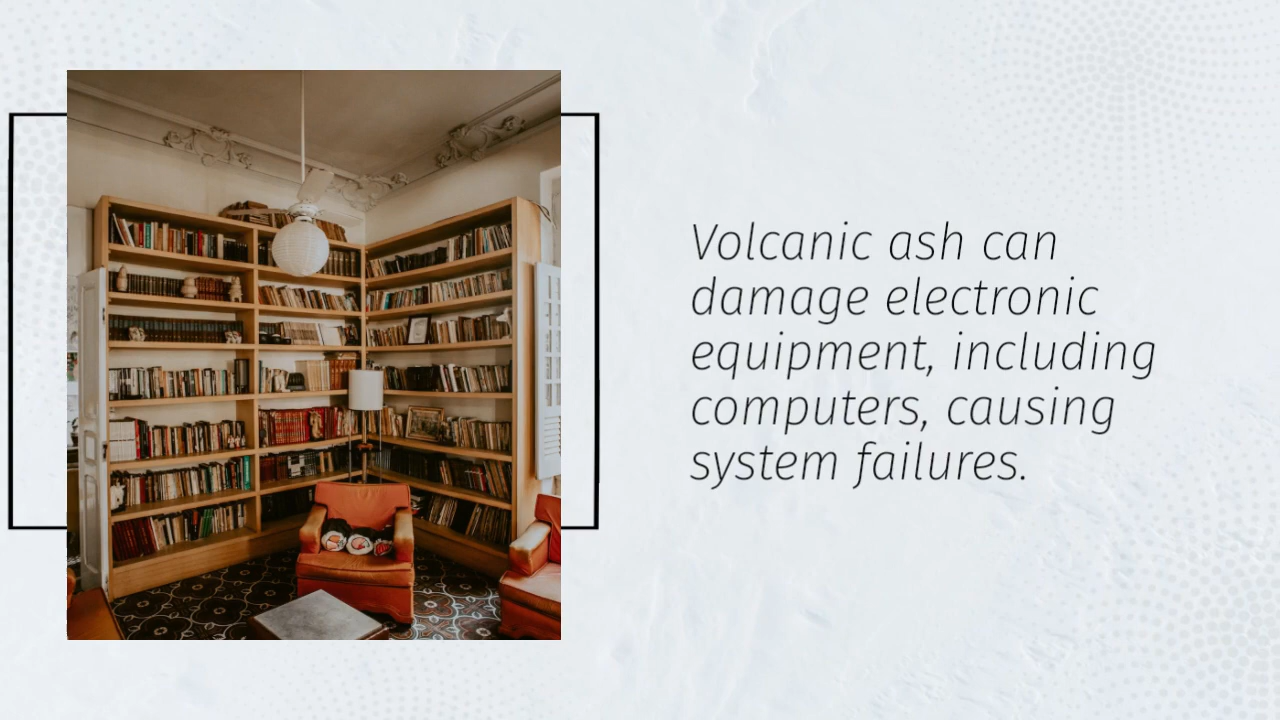 Volcanic ash can
damage electronic
equipment, including
computers, causing
system failures.